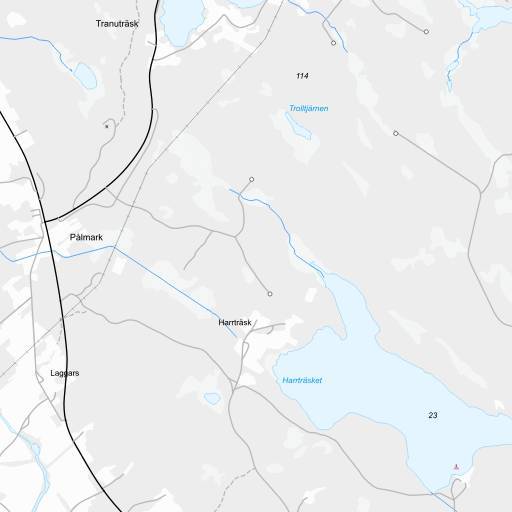 Tranuträsk
114
Trolltjärnen
Pålmark
Harrträsk
Laggars
Harrträsket
23